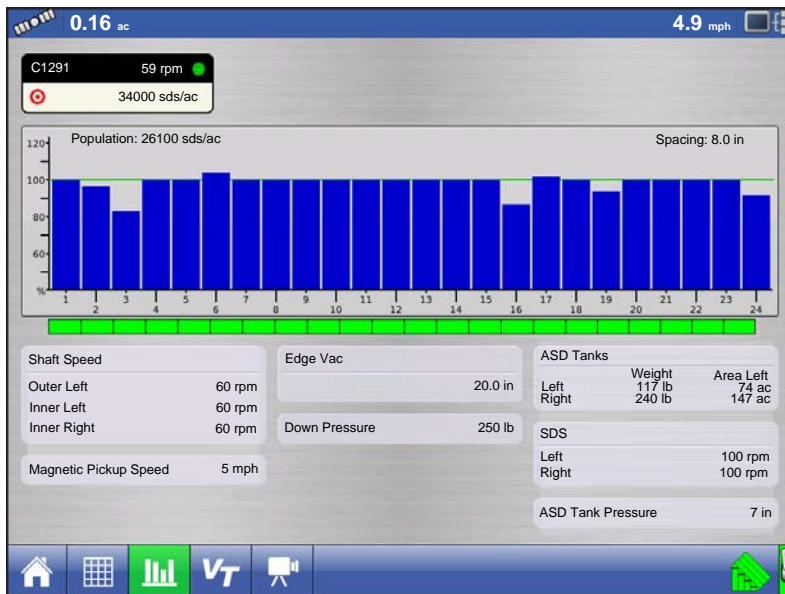 0.16 ac 4.9 mph
C1291 59 rpm
34000 sds/ac
Population: 26100 sds/ac Spacing: 8.0 in
120
100
80
60
%
1 2 3 4 5 6 7 8 9 10 11 12 13 14 15 16 17 18 19 20 21 22 23 24
Shaft Speed
Outer Left 60 rpm
Inner Left 60 rpm
Inner Right 60 rpm
Magnetic Pickup Speed 5 mph
Edge Vac
20.0 in
Down Pressure 250 lb
ASD Tanks
Weight Area Left
Left 117 lb 74 ac
Right 240 lb 147 ac
SDS
Left 100 rpm
Right 100 rpm
ASD Tank Pressure 7 in
VT